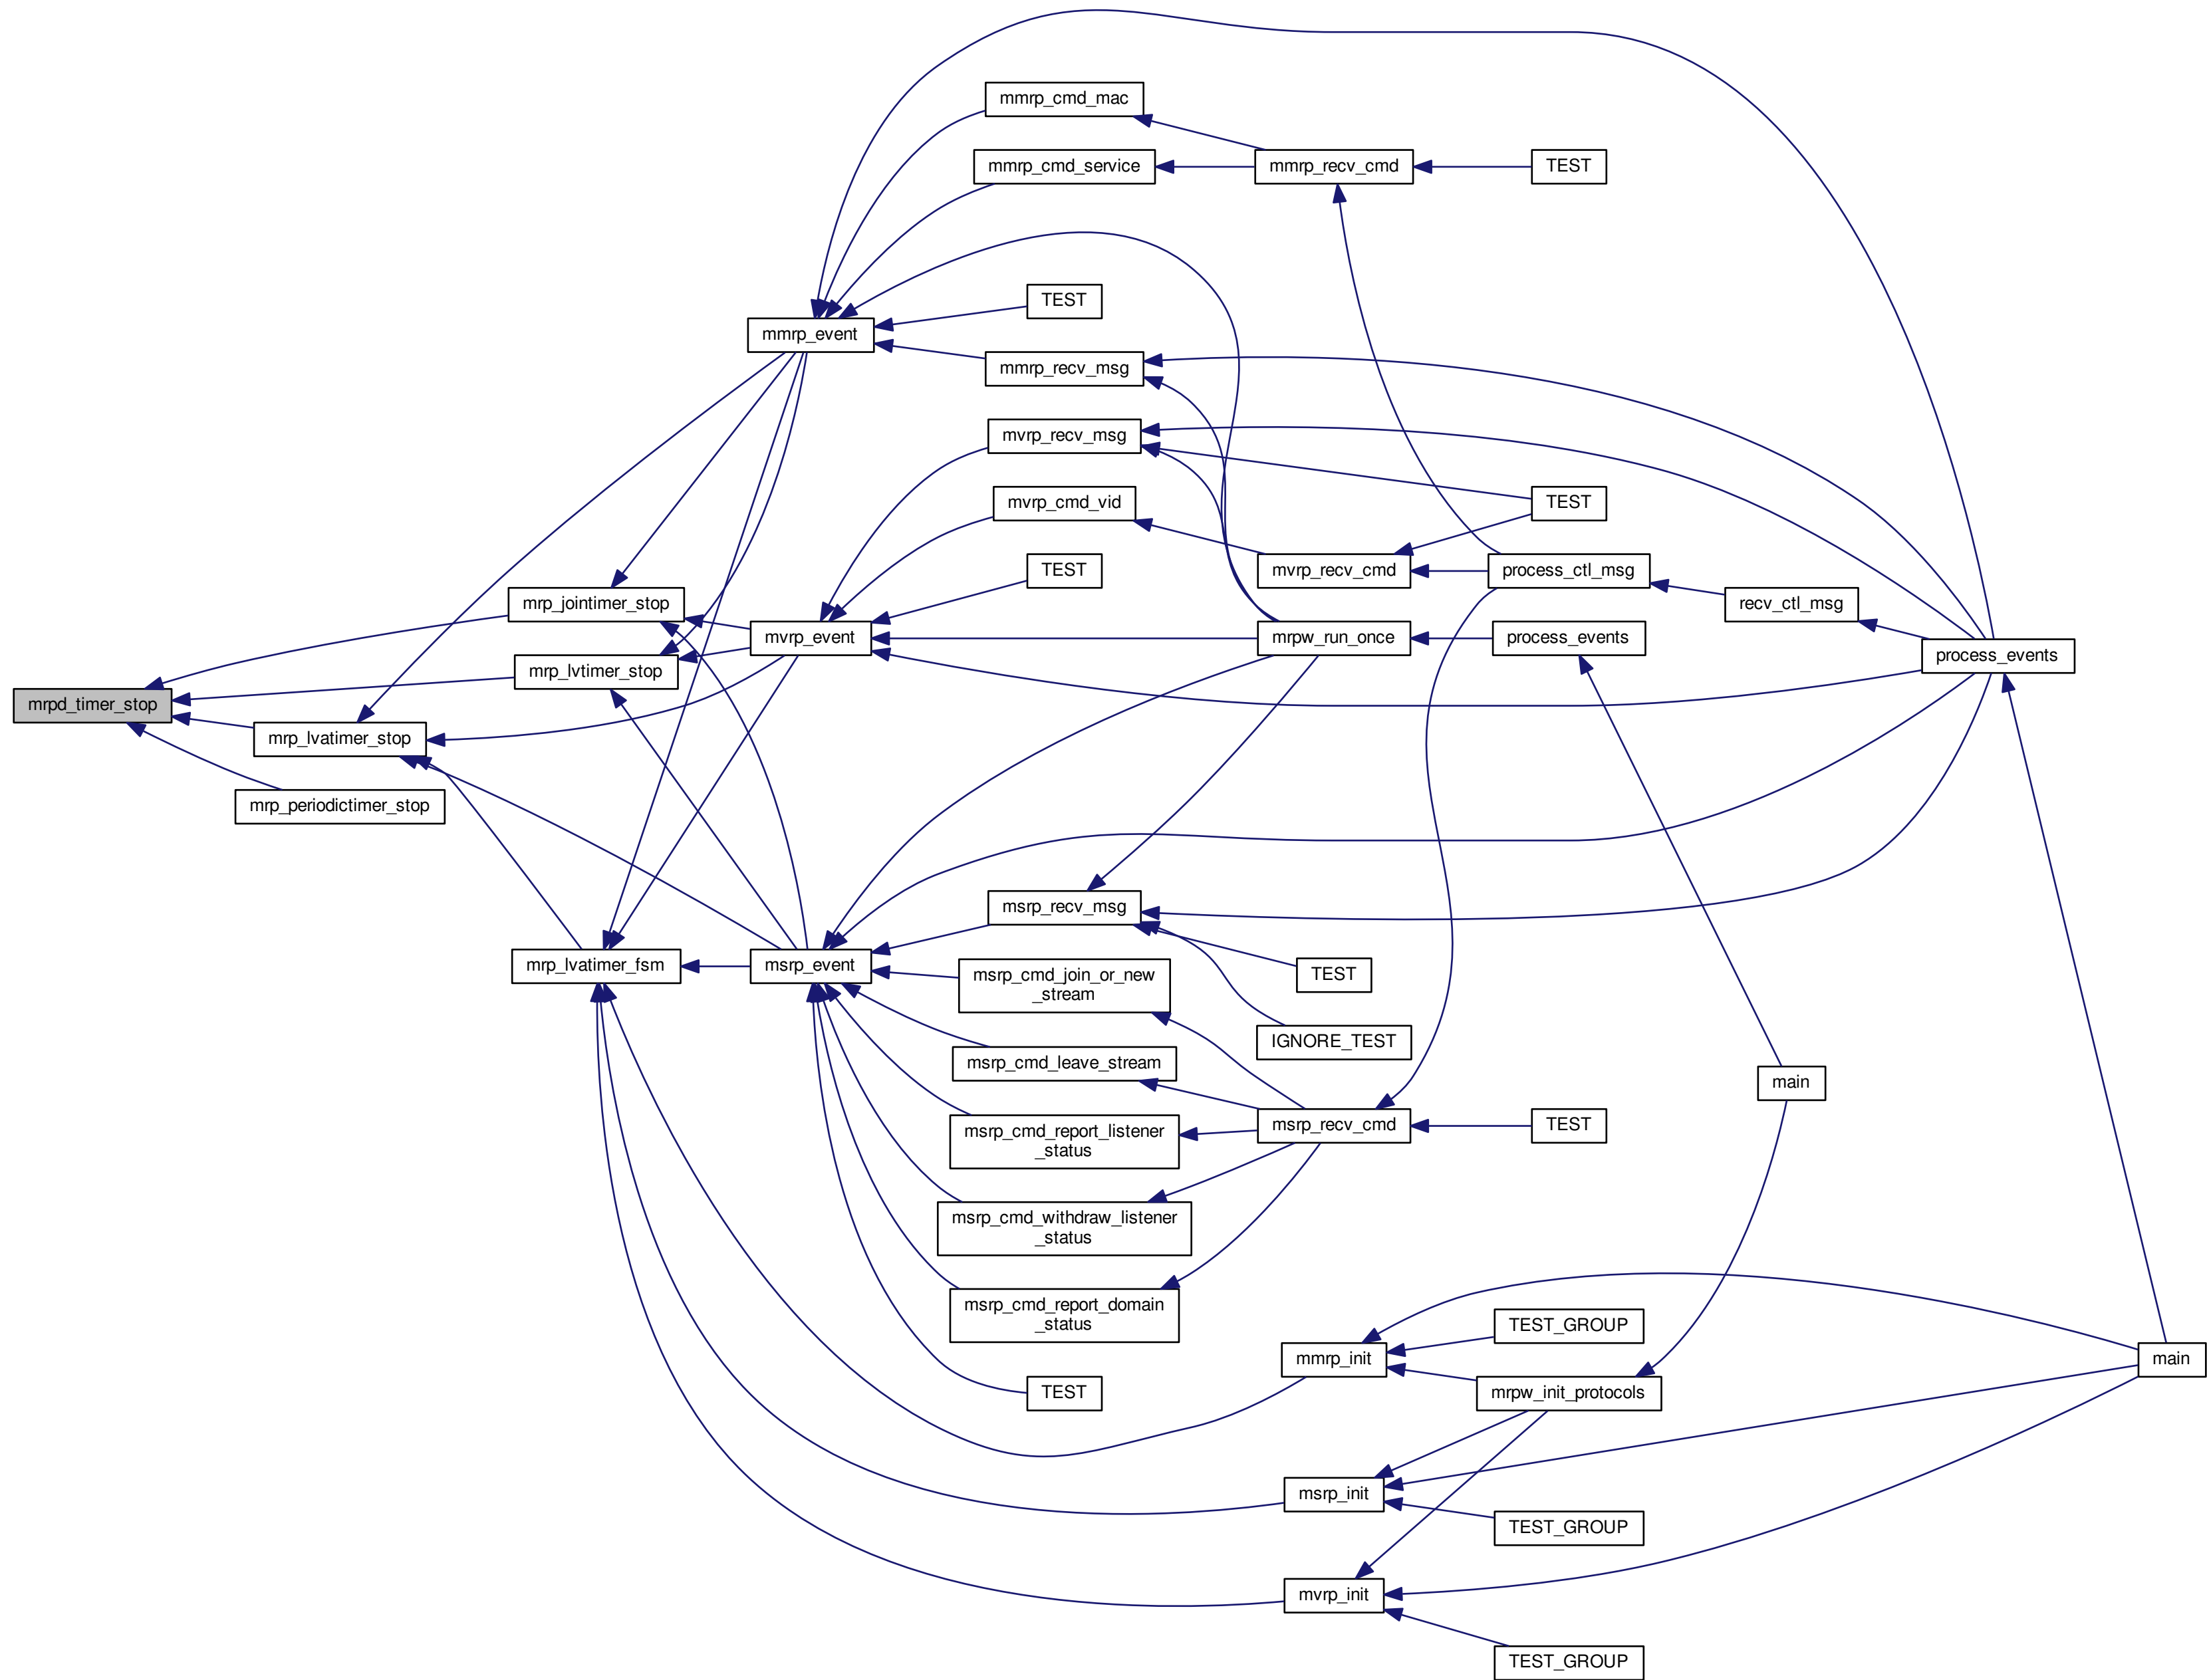 mmrp_cmd_mac
mmrp_cmd_service
mmrp_recv_cmd
TEST
TEST
mmrp_event
mmrp_recv_msg
mvrp_recv_msg
mvrp_cmd_vid
TEST
TEST
mvrp_recv_cmd
process_ctl_msg
mrp_jointimer_stop
recv_ctl_msg
mvrp_event
mrpw_run_once
process_events
process_events
mrp_lvtimer_stop
mrpd_timer_stop
mrp_lvatimer_stop
mrp_periodictimer_stop
msrp_recv_msg
mrp_lvatimer_fsm
msrp_event
TEST
msrp_cmd_join_or_new
_stream
IGNORE_TEST
msrp_cmd_leave_stream
main
msrp_cmd_report_listener
_status
msrp_recv_cmd
TEST
msrp_cmd_withdraw_listener
_status
msrp_cmd_report_domain
_status
TEST_GROUP
mmrp_init
main
TEST
mrpw_init_protocols
msrp_init
TEST_GROUP
mvrp_init
TEST_GROUP